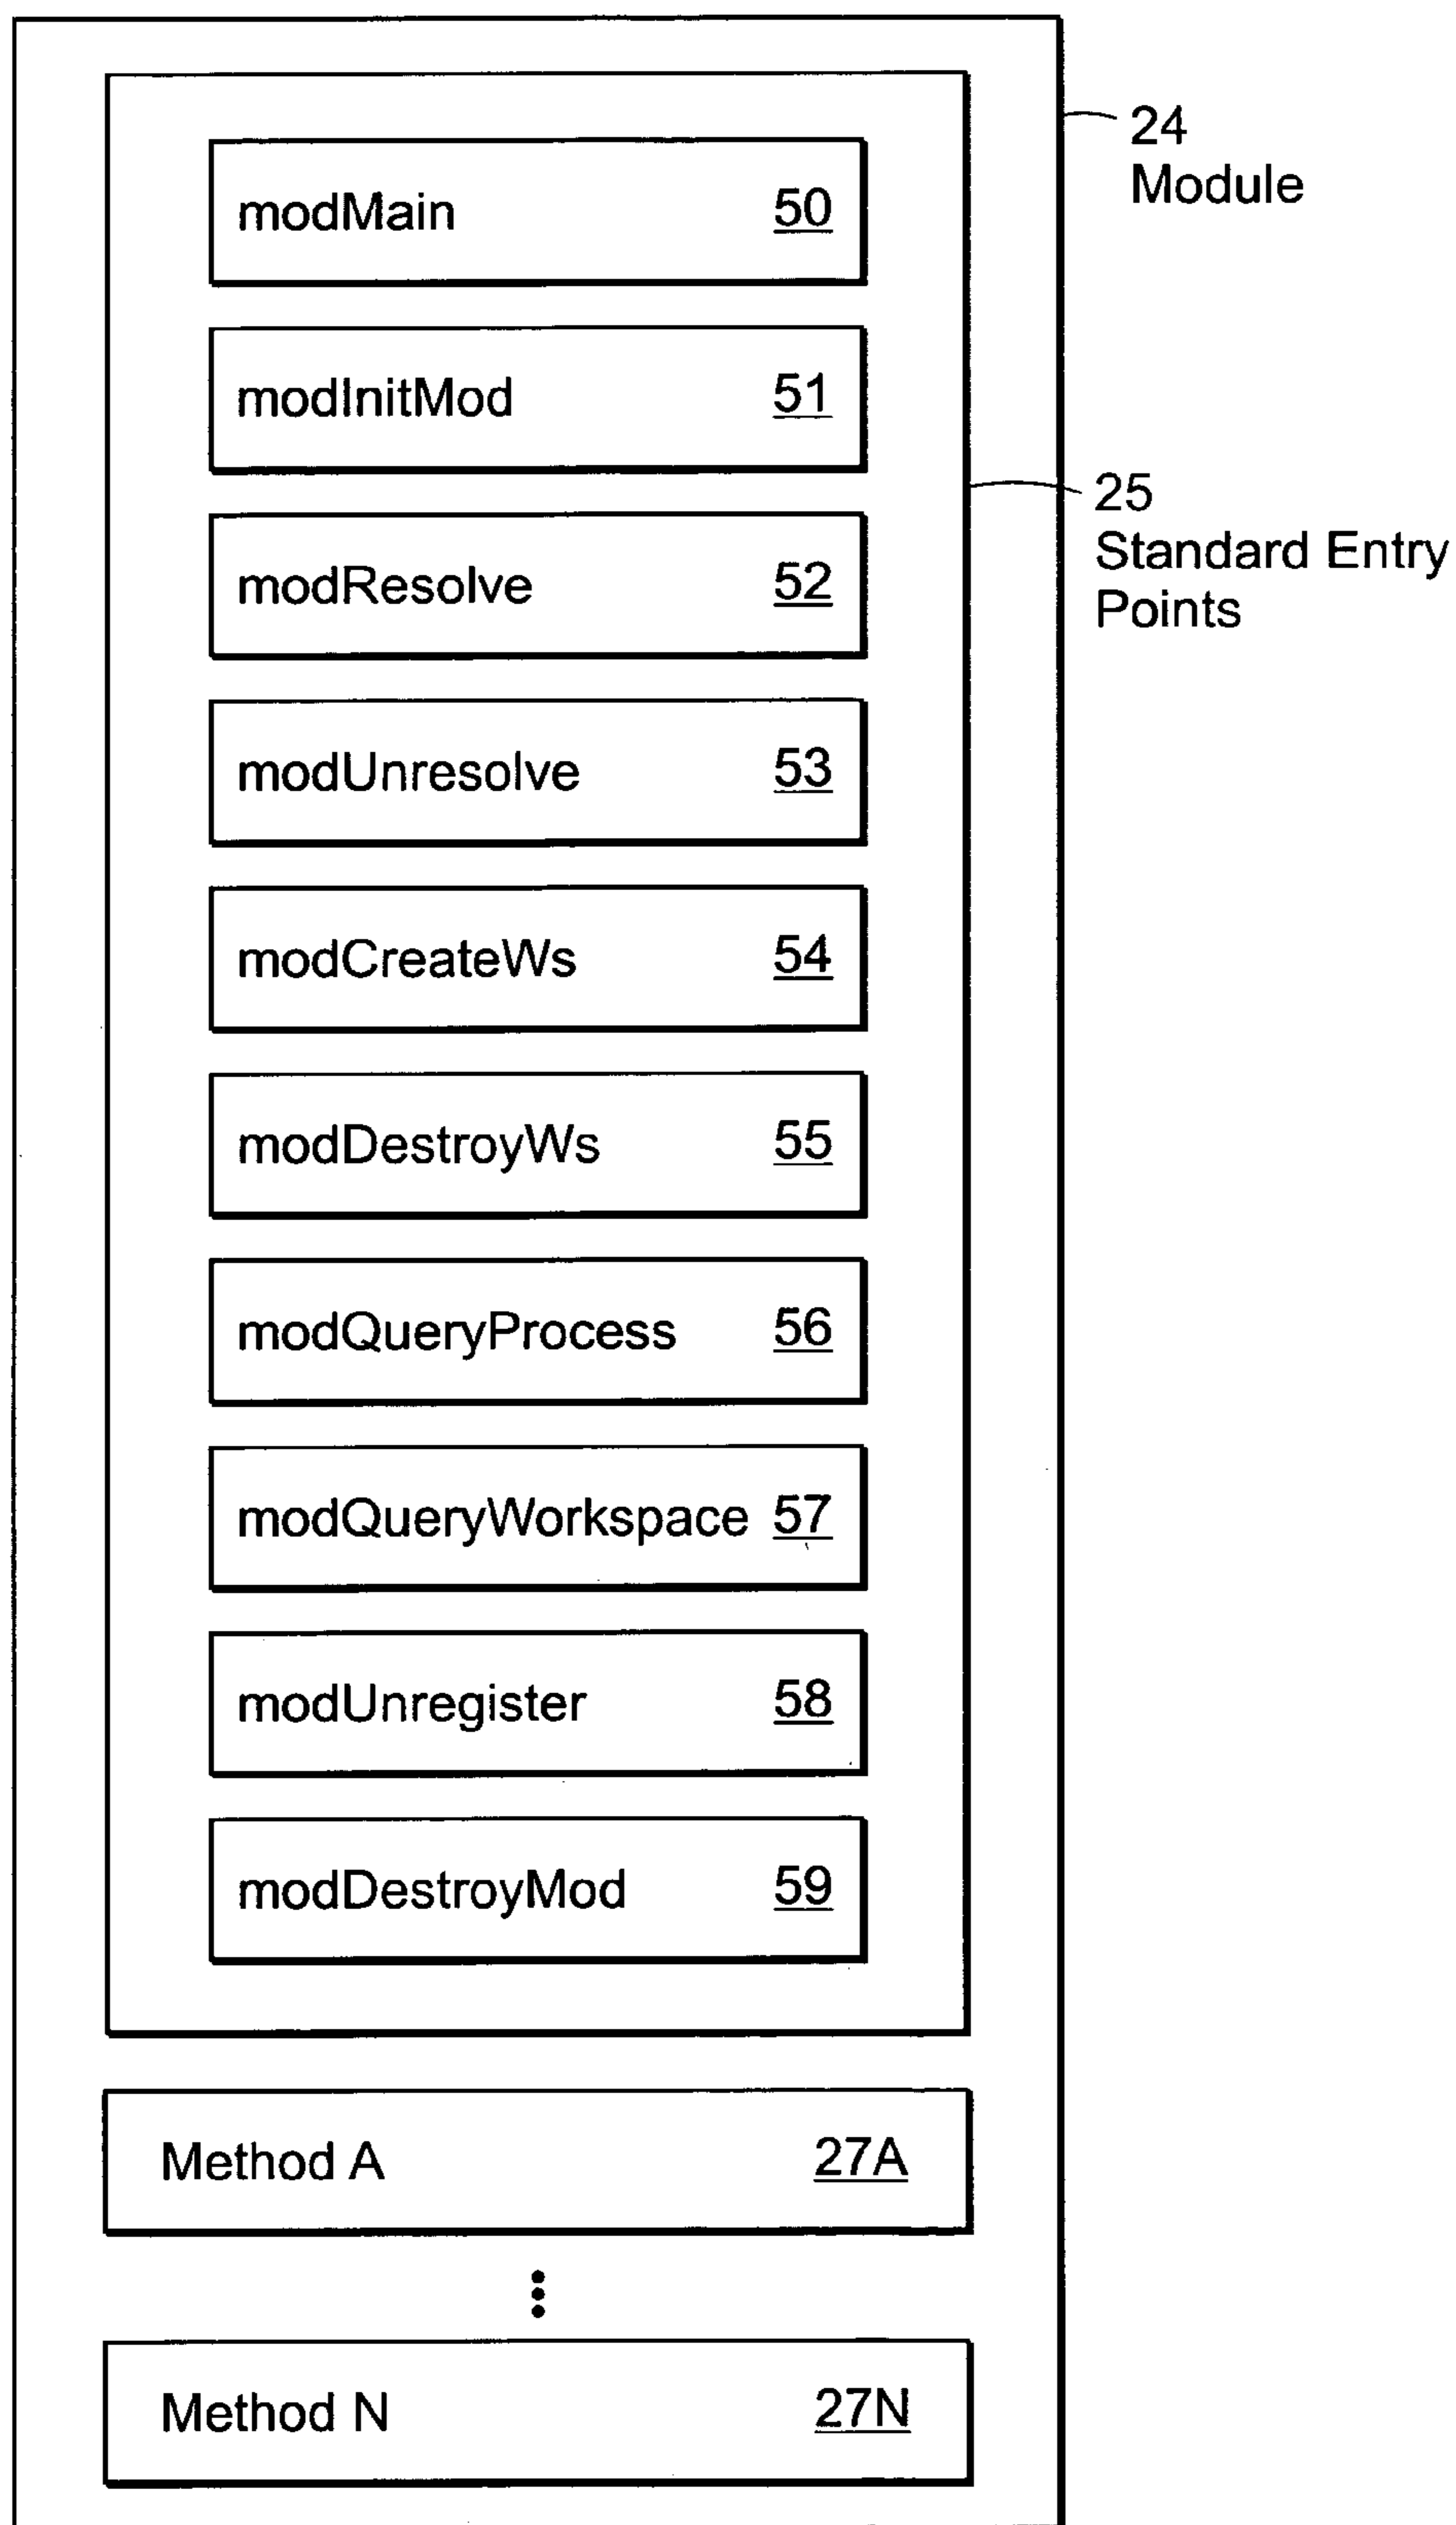 24
Module
modMain 50
modInitMod 51
25
Standard Entry
Points
modResolve 52
modUnresolve 53
modCreateWs 54
modDestroyWs 55
modQueryProcess 56
modQueryWorkspace 57
modUnregister 58
modDestroyMod 59
Method A 27A
Method N 27N